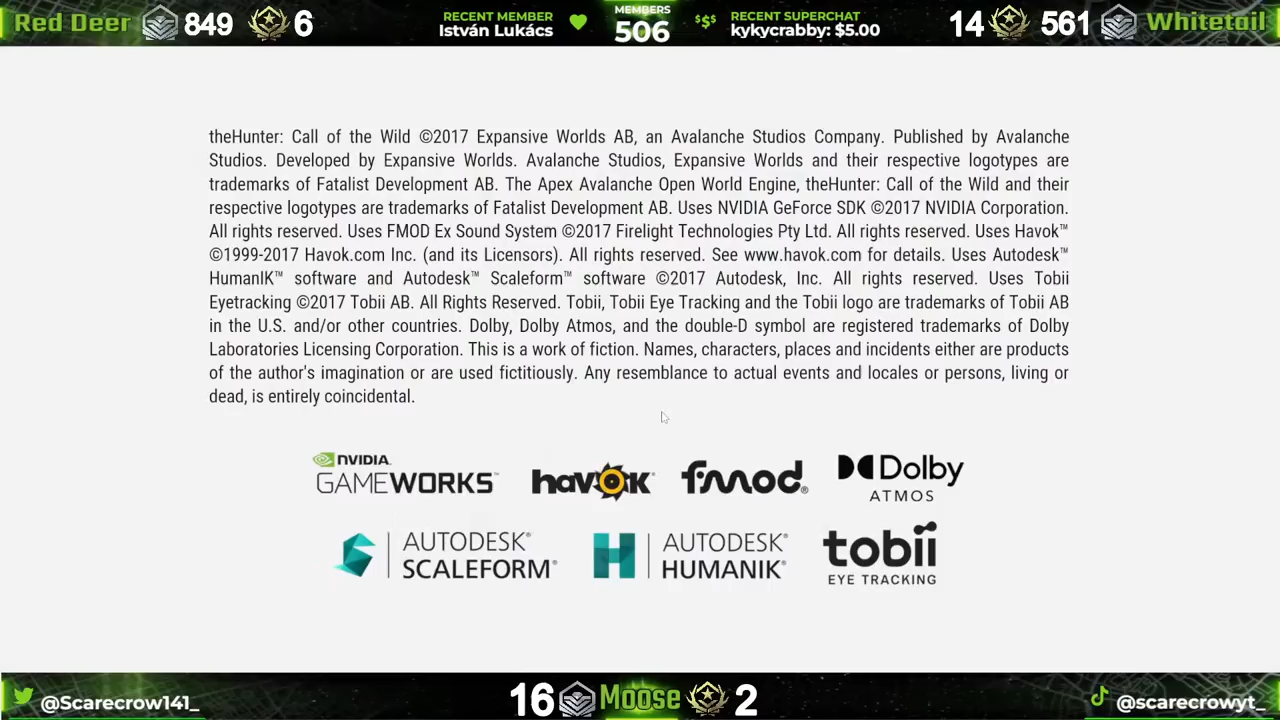 Red Deer 849 6 RECENT MEMBER István Lukács MEMBERS 506 $$$ RECENT SUPERCHAT kykycrabby: $5.00 14 561 Whitetail
theHunter: Call of the Wild ©2017 Expansive Worlds AB, an Avalanche Studios Company. Published by Avalanche
Studios. Developed by Expansive Worlds. Avalanche Studios, Expansive Worlds and their respective logotypes are
trademarks of Fatalist Development AB. The Apex Avalanche Open World Engine, theHunter: Call of the Wild and their
respective logotypes are trademarks of Fatalist Development AB. Uses NVIDIA GeForce SDK ©2017 NVIDIA Corporation.
All rights reserved. Uses FMOD Ex Sound System ©2017 Firelight Technologies Pty Ltd. All rights reserved. Uses Havok™
©1999-2017 Havok.com Inc. (and its Licensors). All rights reserved. See www.havok.com for details. Uses Autodesk™
HumanIK™ software and Autodesk™ Scaleform™ software ©2017 Autodesk, Inc. All rights reserved. Uses Tobii
Eyetracking ©2017 Tobii AB. All Rights Reserved. Tobii, Tobii Eye Tracking and the Tobii logo are trademarks of Tobii AB
in the U.S. and/or other countries. Dolby, Dolby Atmos, and the double-D symbol are registered trademarks of Dolby
Laboratories Licensing Corporation. This is a work of fiction. Names, characters, places and incidents either are products
of the author's imagination or are used fictitiously. Any resemblance to actual events and locales or persons, living or
dead, is entirely coincidental.
NVIDIA.
GAMEWORKS™ havok® fmod® Dolby
ATMOS
AUTODESK® AUTODESK® tobii
SCALEFORM® HUMANIK® EYE TRACKING
@Scarecrow141_ 16 Moose 2 @scarecrowyt_